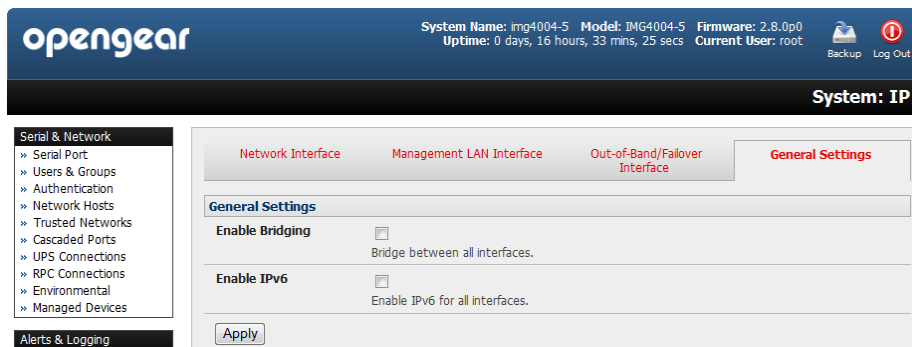 opengear
System Name: img4004-5 Model: IMG4004-5 Firmware: 2.8.0p0
Uptime: 0 days, 16 hours, 33 mins, 25 secs Current User: root
Backup
Log Out
System: IP
Serial & Network
» Serial Port
» Users & Groups
» Authentication
» Network Hosts
» Trusted Networks
» Cascaded Ports
» UPS Connections
» RPC Connections
» Environmental
» Managed Devices
Alerts & Logging
Network Interface
Management LAN Interface
Out-of-Band/Failover
Interface
General Settings
General Settings
Enable Bridging
Bridge between all interfaces.
Enable IPv6
Enable IPv6 for all interfaces.
Apply